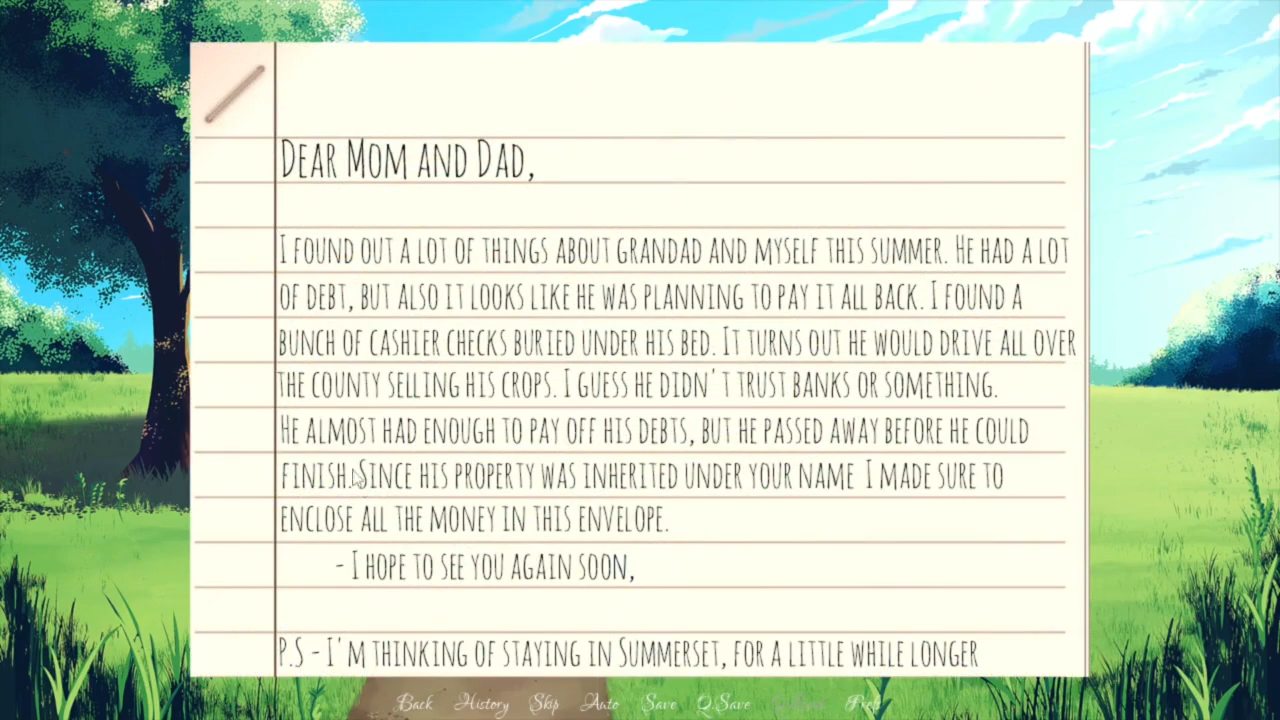 DEAR MOM AND DAD,
I FOUND OUT A LOT OF THINGS ABOUT GRANDAD AND MYSELF THIS SUMMER. HE HAD A LOT
OF DEBT, BUT ALSO IT LOOKS LIKE HE WAS PLANNING TO PAY IT ALL BACK. I FOUND A
BUNCH OF CASHIER CHECKS BURIED UNDER HIS BED. IT TURNS OUT HE WOULD DRIVE ALL OVER
THE COUNTY SELLING HIS CROPS. I GUESS HE DIDN'T TRUST BANKS OR SOMETHING.
HE ALMOST HAD ENOUGH TO PAY OFF HIS DEBTS, BUT HE PASSED AWAY BEFORE HE COULD
FINISH. SINCE HIS PROPERTY WAS INHERITED UNDER YOUR NAME I MADE SURE TO
ENCLOSE ALL THE MONEY IN THIS ENVELOPE.
- I HOPE TO SEE YOU AGAIN SOON,
P.S - I'M THINKING OF STAYING IN SUMMERSET, FOR A LITTLE WHILE LONGER
Back History Skip Auto Save Q.Save